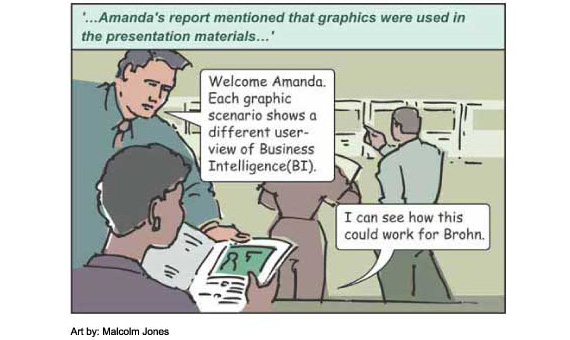 '...Amanda's report mentioned that graphics were used in
the presentation materials...'
Welcome Amanda.
Each graphic
scenario shows a
different user-
view of Business
Intelligence(BI).
I can see how this
could work for Brohn.
Art by: Malcolm Jones